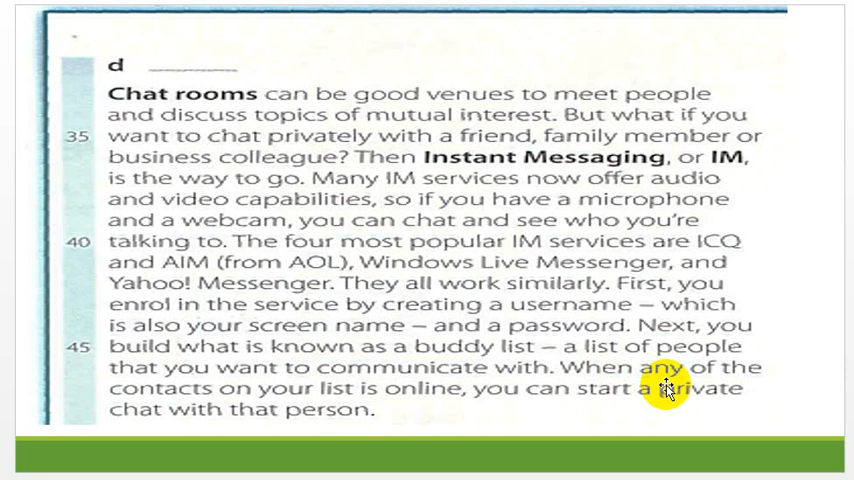 d ________
Chat rooms can be good venues to meet people
and discuss topics of mutual interest. But what if you
35 want to chat privately with a friend, family member or
business colleague? Then Instant Messaging, or IM,
is the way to go. Many IM services now offer audio
and video capabilities, so if you have a microphone
and a webcam, you can chat and see who you're
40 talking to. The four most popular IM services are ICQ
and AIM (from AOL), Windows Live Messenger, and
Yahoo! Messenger. They all work similarly. First, you
enrol in the service by creating a username – which
is also your screen name – and a password. Next, you
45 build what is known as a buddy list – a list of people
that you want to communicate with. When any of the
contacts on your list is online, you can start a private
chat with that person.